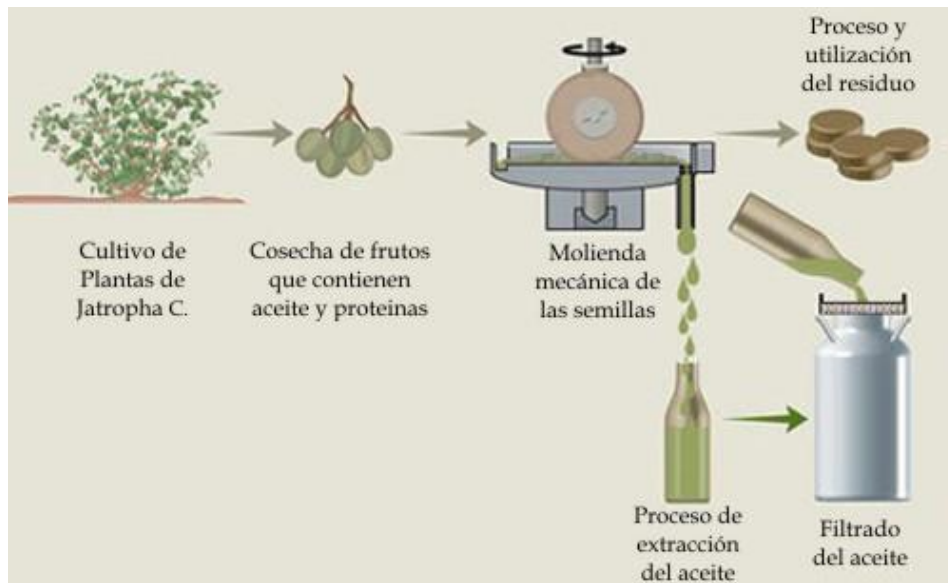 Proceso y
utilización
del residuo
Cultivo de
Plantas de
Jatropha C.
Cosecha de frutos
que contienen
aceite y proteinas
Molienda
mecánica de
las semillas
Proceso de
extracción
del aceite
Filtrado
del aceite